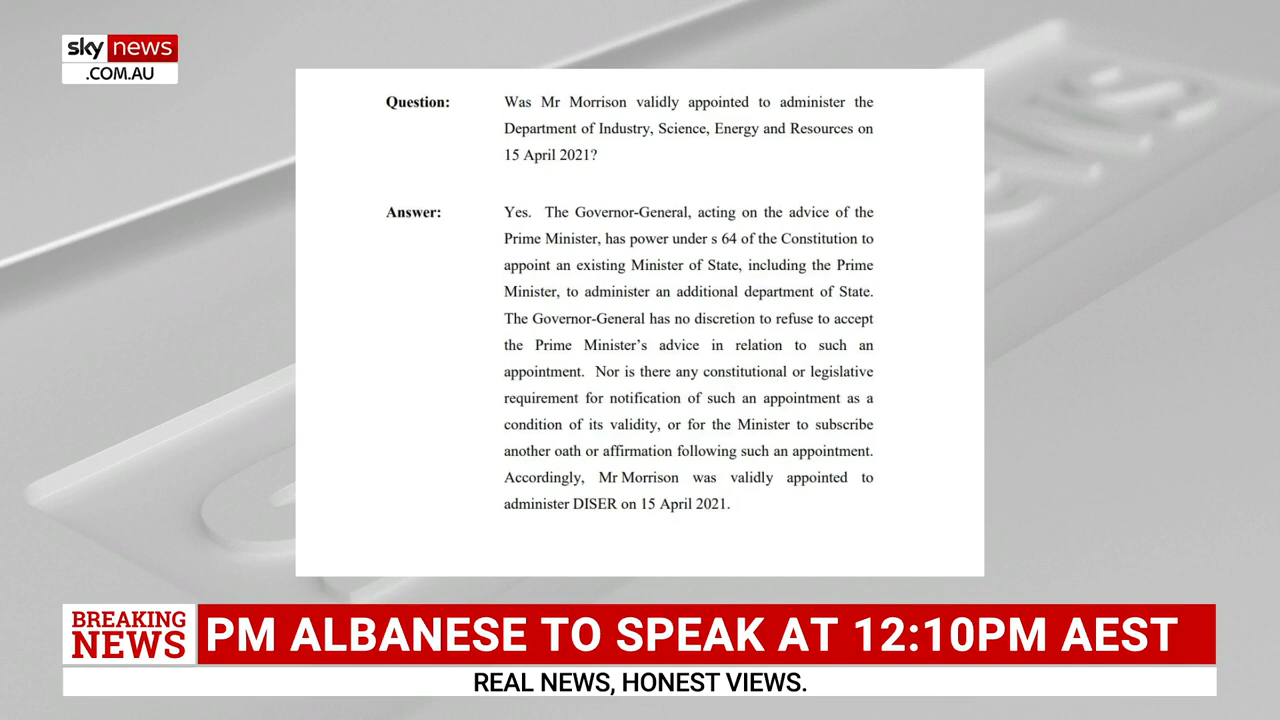 sky news
.COM.AU
Question: Was Mr Morrison validly appointed to administer the
Department of Industry, Science, Energy and Resources on
15 April 2021?
Answer: Yes. The Governor-General, acting on the advice of the
Prime Minister, has power under s 64 of the Constitution to
appoint an existing Minister of State, including the Prime
Minister, to administer an additional department of State.
The Governor-General has no discretion to refuse to accept
the Prime Minister’s advice in relation to such an
appointment. Nor is there any constitutional or legislative
requirement for notification of such an appointment as a
condition of its validity, or for the Minister to subscribe
another oath or affirmation following such an appointment.
Accordingly, Mr Morrison was validly appointed to
administer DISER on 15 April 2021.
BREAKING
NEWS
PM ALBANESE TO SPEAK AT 12:10PM AEST
REAL NEWS, HONEST VIEWS.